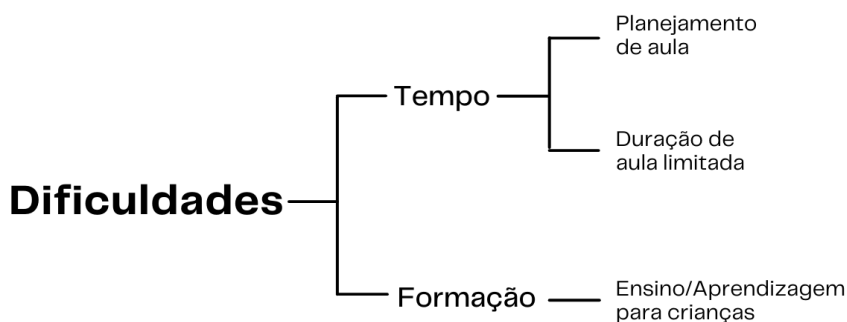 Dificuldades
Tempo
Planejamento
de aula
Duração de
aula limitada
Formação
Ensino/Aprendizagem
para crianças